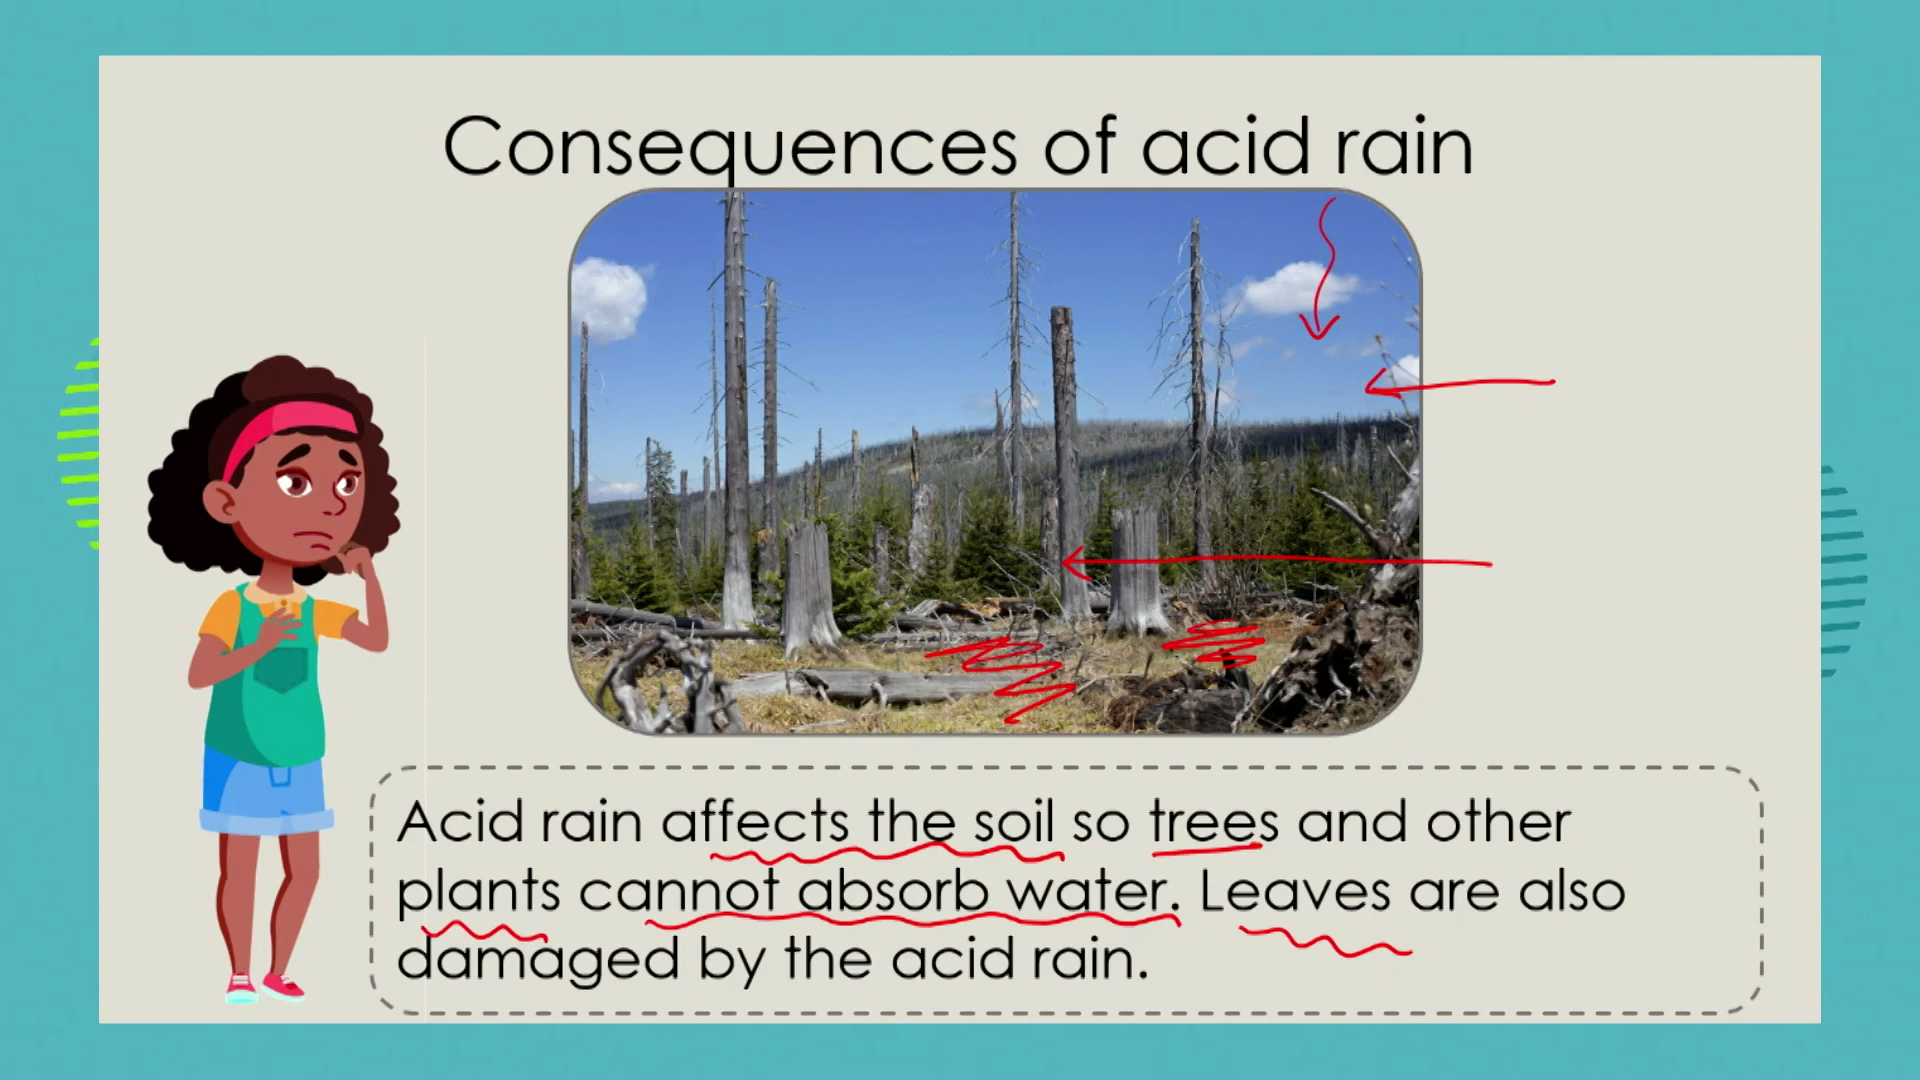 Consequences of acid rain
Acid rain affects the soil so trees and other
plants cannot absorb water. Leaves are also
damaged by the acid rain.